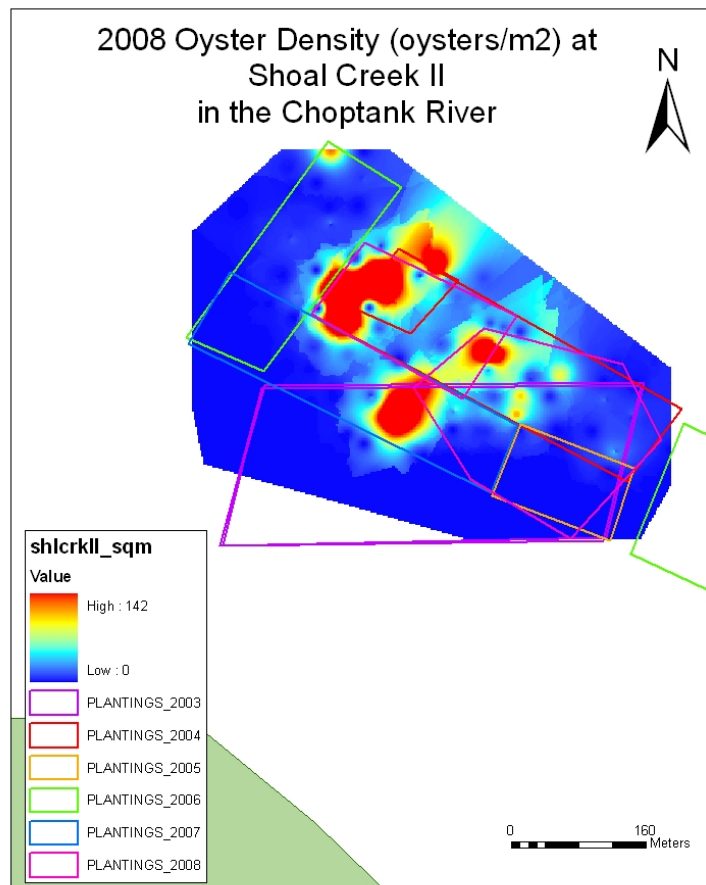 2008 Oyster Density (oysters/m2) at
Shoal Creek II
in the Choptank River
N
shlcrkII_sqm
Value
High : 142
Low : 0
PLANTINGS_2003
PLANTINGS_2004
PLANTINGS_2005
PLANTINGS_2006
PLANTINGS_2007
PLANTINGS_2008
0 160
Meters